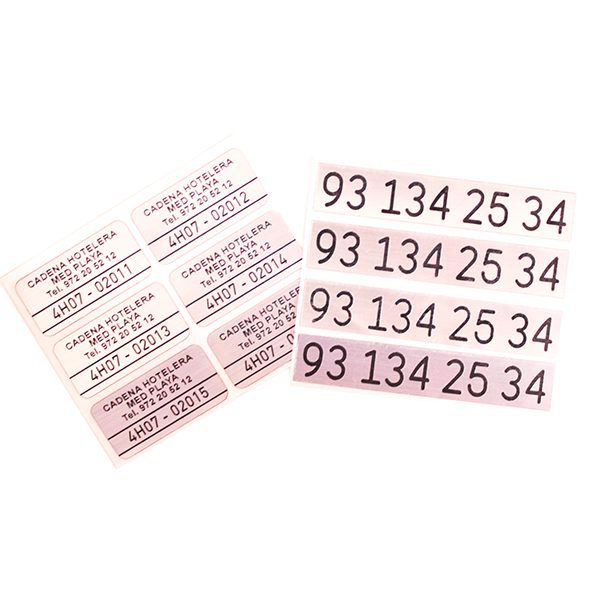 CADENA HOTELERA
MED PLAYA
Tel. 972 20 52 12
4H07 - 02011
CADENA HOTELERA
MED PLAYA
Tel. 972 20 52 12
4H07 - 02012
CADENA HOTELERA
MED PLAYA
Tel. 972 20 52 12
4H07 - 02013
CADENA HOTELERA
MED PLAYA
Tel. 972 20 52 12
4H07 - 02014
CADENA HOTELERA
MED PLAYA
Tel. 972 20 52 12
4H07 - 02015
CADENA HOTELERA
MED PLAYA
Tel. 972 20 52 12
93 134 25 34
93 134 25 34
93 134 25 34
93 134 25 34